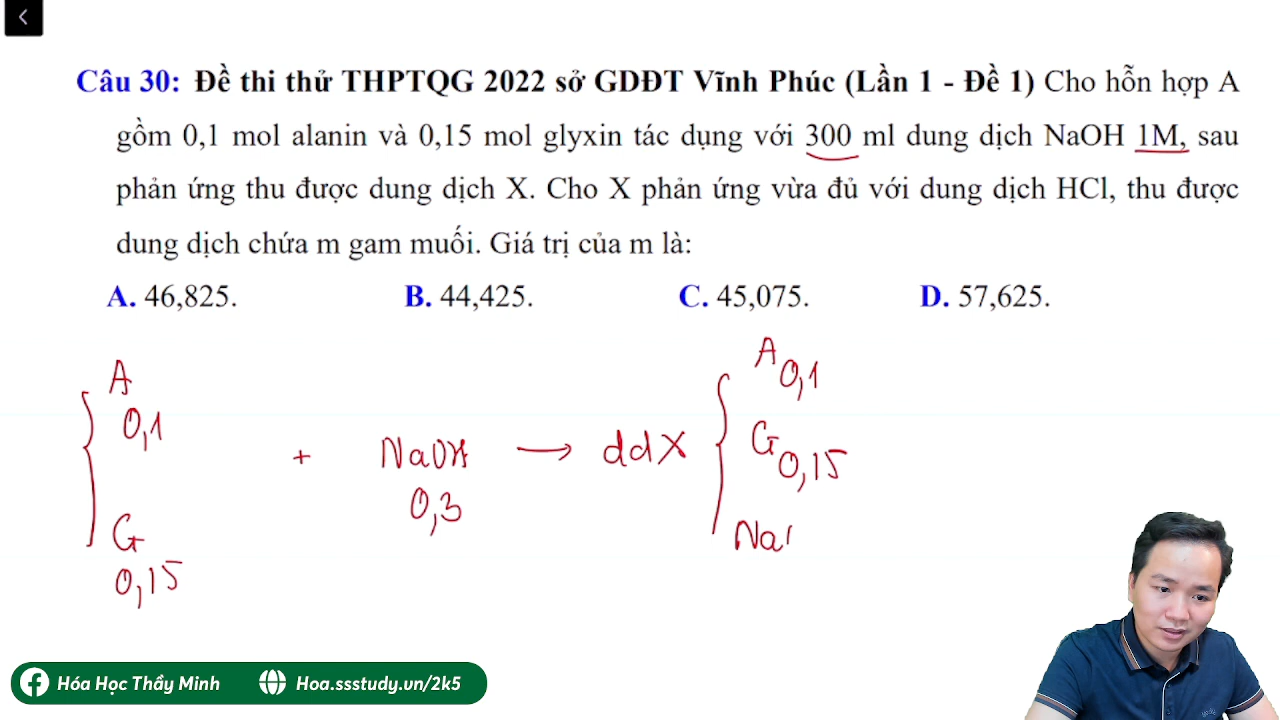 Câu 30: Đề thi thử THPTQG 2022 sở GDĐT Vĩnh Phúc (Lần 1 - Đề 1) Cho hỗn hợp A
gồm 0,1 mol alanin và 0,15 mol glyxin tác dụng với 300 ml dung dịch NaOH 1M, sau
phản ứng thu được dung dịch X. Cho X phản ứng vừa đủ với dung dịch HCl, thu được
dung dịch chứa m gam muối. Giá trị của m là:
A. 46,825. B. 44,425. C. 45,075. D. 57,625.
A
0,1
G
0,15
+ NaOH → ddX
0,3
A 0,1
G 0,15
Na
Hóa Học Thầy Minh Hoa.ssstudy.vn/2k5